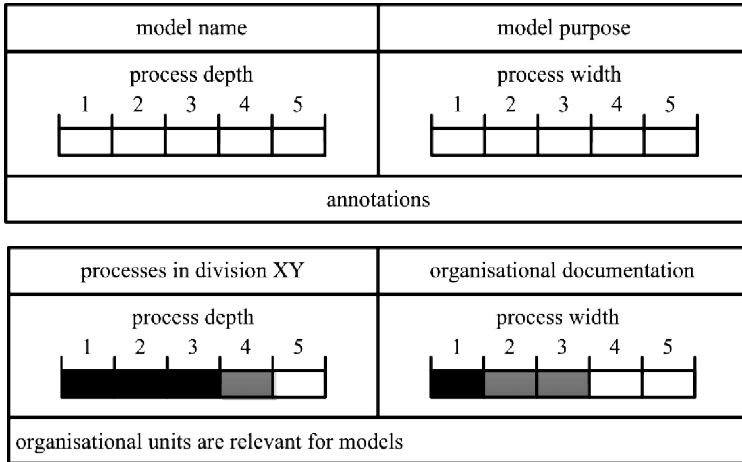 model name
model purpose
process depth
process width
1 2 3 4 5
1 2 3 4 5
annotations
processes in division XY
organisational documentation
process depth
process width
1 2 3 4 5
1 2 3 4 5
organisational units are relevant for models